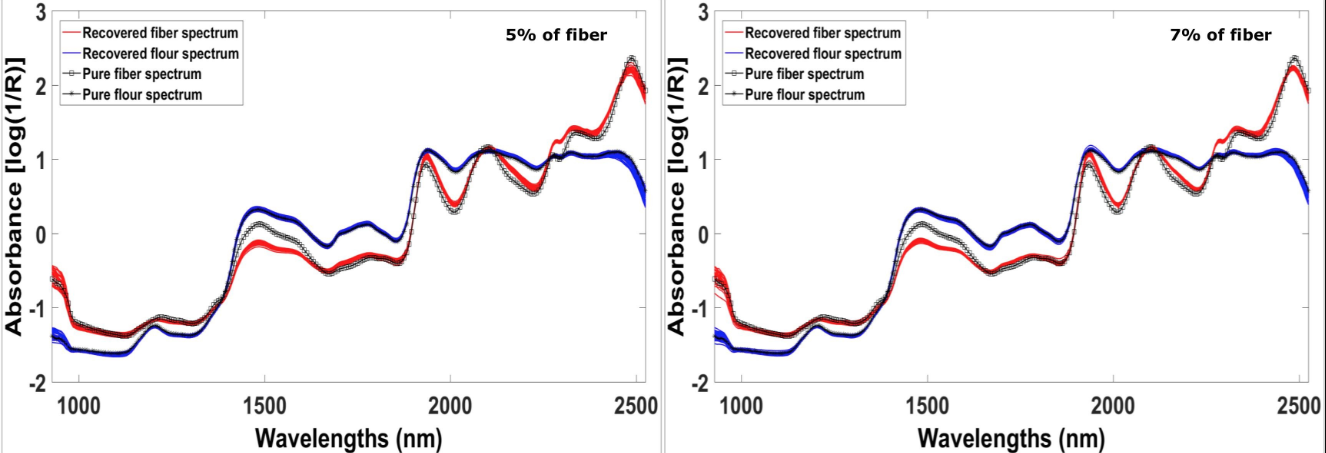 3
2
1
0
-1
-2
1000
1500
2000
2500
Absorbance [log(1/R)]
Wavelengths (nm)
Recovered fiber spectrum
Recovered flour spectrum
Pure fiber spectrum
Pure flour spectrum
5% of fiber
3
2
1
0
-1
-2
1000
1500
2000
2500
Absorbance [log(1/R)]
Wavelengths (nm)
Recovered fiber spectrum
Recovered flour spectrum
Pure fiber spectrum
Pure flour spectrum
7% of fiber